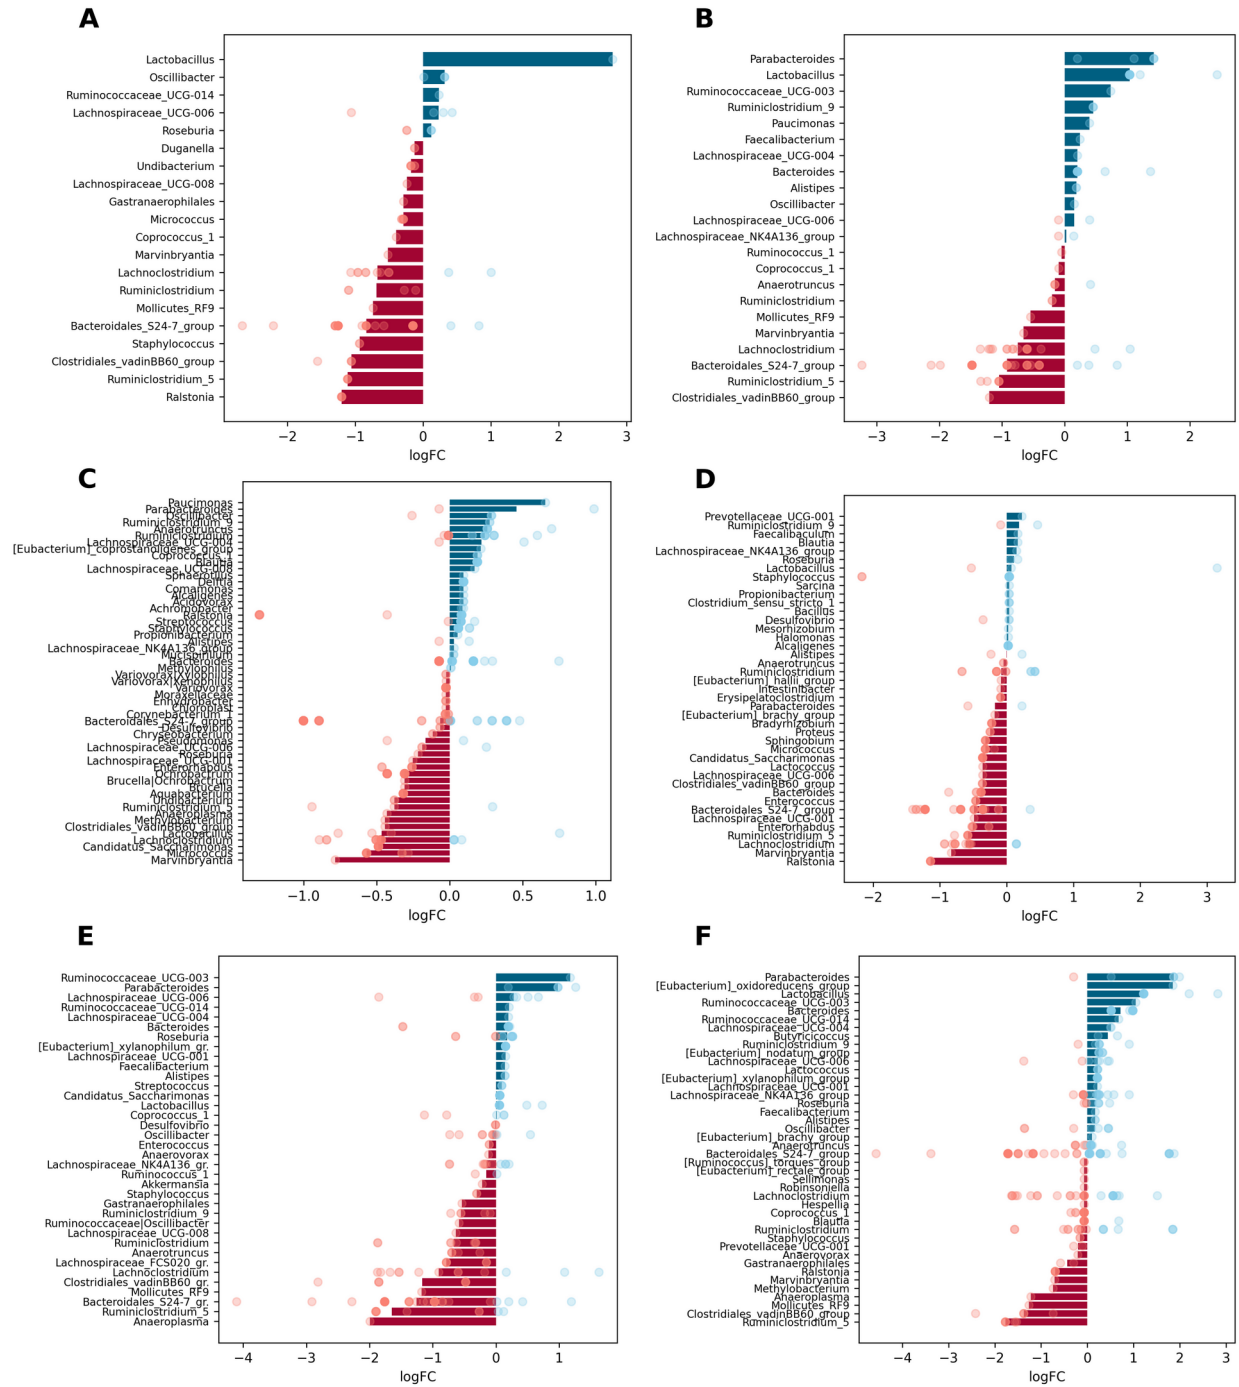 A
Lactobacillus
Oscillibacter
Ruminococcaceae_UCG-014
Lachnospiraceae_UCG-006
Roseburia
Duganella
Undibacterium
Lachnospiraceae_UCG-008
Gastranaerophilales
Micrococcus
Coprococcus_1
Marvinbryantia
Lachnoclostridium
Ruminiclostridium
Mollicutes_RF9
Bacteroidales_S24-7_group
Staphylococcus
Clostridiales_vadinBB60_group
Ruminiclostridium_5
Ralstonia
−2 −1 0 1 2 3
logFC
B
Parabacteroides
Lactobacillus
Ruminococcaceae_UCG-003
Ruminiclostridium_9
Paucimonas
Faecalibacterium
Lachnospiraceae_UCG-004
Bacteroides
Alistipes
Oscillibacter
Lachnospiraceae_UCG-006
Lachnospiraceae_NK4A136_group
Ruminococcus_1
Coprococcus_1
Anaerotruncus
Ruminiclostridium
Mollicutes_RF9
Marvinbryantia
Lachnoclostridium
Bacteroidales_S24-7_group
Ruminiclostridium_5
Clostridiales_vadinBB60_group
−3 −2 −1 0 1 2
logFC
C
Paucimonas
Parabacteroides
Oscillibacter
Ruminiclostridium_9
Anaerotruncus
Ruminiclostridium
Lachnospiraceae_UCG-004
[Eubacterium]_coprostanoligenes_group
Coprococcus_1
Blautia
Lachnospiraceae_UCG-008
Sphaerotilus
Delftia
Comamonas
Alcaligenes
Acidovorax
Achromobacter
Ralstonia
Streptococcus
Staphylococcus
Propionibacterium
Alistipes
Lachnospiraceae_NK4A136_group
Mucispirillum
Bacteroides
Methylophilus
Variovorax|Xylophilus
Variovorax|Xenophilus
Variovorax
Moraxellaceae
Enhydrobacter
Chloroplast
Corynebacterium_1
Bacteroidales_S24-7_group
Desulfovibrio
Chryseobacterium
Pseudomonas
Lachnospiraceae_UCG-006
Roseburia
Lachnospiraceae_UCG-001
Enterorhabdus
Ochrobactrum
Brucella|Ochrobactrum
Brucella
Aquabacterium
Undibacterium
Ruminiclostridium_5
Anaeroplasma
Methylobacterium
Clostridiales_vadinBB60_group
Lactobacillus
Lachnoclostridium
Candidatus_Saccharimonas
Micrococcus
Marvinbryantia
−1.0 −0.5 0.0 0.5 1.0
logFC
D
Prevotellaceae_UCG-001
Ruminiclostridium_9
Faecalibaculum
Blautia
Lachnospiraceae_NK4A136_group
Roseburia
Lactobacillus
Staphylococcus
Sarcina
Propionibacterium
Clostridium_sensu_stricto_1
Bacillus
Desulfovibrio
Mesorhizobium
Halomonas
Alcaligenes
Alistipes
Anaerotruncus
Ruminiclostridium
[Eubacterium]_hallii_group
Intestinibacter
Erysipelatoclostridium
Parabacteroides
[Eubacterium]_brachy_group
Bradyrhizobium
Proteus
Sphingobium
Micrococcus
Candidatus_Saccharimonas
Lactococcus
Lachnospiraceae_UCG-006
Clostridiales_vadinBB60_group
Bacteroides
Enterococcus
Bacteroidales_S24-7_group
Lachnospiraceae_UCG-001
Enterorhabdus
Ruminiclostridium_5
Lachnoclostridium
Marvinbryantia
Ralstonia
−2 −1 0 1 2 3
logFC
E
Ruminococcaceae_UCG-003
Parabacteroides
Lachnospiraceae_UCG-006
Ruminococcaceae_UCG-014
Lachnospiraceae_UCG-004
Bacteroides
Roseburia
[Eubacterium]_xylanophilum_gr.
Lachnospiraceae_UCG-001
Faecalibacterium
Alistipes
Streptococcus
Candidatus_Saccharimonas
Lactobacillus
Coprococcus_1
Desulfovibrio
Oscillibacter
Enterococcus
Anaerovorax
Lachnospiraceae_NK4A136_gr.
Ruminococcus_1
Akkermansia
Staphylococcus
Gastranaerophilales
Ruminiclostridium_9
Ruminococcaceae|Oscillibacter
Lachnospiraceae_UCG-008
Ruminiclostridium
Anaerotruncus
Lachnospiraceae_FCS020_gr.
Lachnoclostridium
Clostridiales_vadinBB60_gr.
Mollicutes_RF9
Bacteroidales_S24-7_gr.
Ruminiclostridium_5
Anaeroplasma
−4 −3 −2 −1 0 1
logFC
F
Parabacteroides
[Eubacterium]_oxidoreducens_group
Lactobacillus
Ruminococcaceae_UCG-003
Bacteroides
Ruminococcaceae_UCG-014
Lachnospiraceae_UCG-004
Butyricicoccus
Ruminiclostridium_9
[Eubacterium]_nodatum_group
Lachnospiraceae_UCG-006
Lactococcus
[Eubacterium]_xylanophilum_group
Lachnospiraceae_UCG-001
Lachnospiraceae_NK4A136_group
Roseburia
Faecalibacterium
Alistipes
Oscillibacter
[Eubacterium]_brachy_group
Anaerotruncus
Bacteroidales_S24-7_group
[Ruminococcus]_torques_group
[Eubacterium]_rectale_group
Sellimonas
Robinsoniella
Lachnoclostridium
Hespellia
Coprococcus_1
Blautia
Ruminiclostridium
Staphylococcus
Prevotellaceae_UCG-001
Anaerovorax
Gastranaerophilales
Ralstonia
Marvinbryantia
Methylobacterium
Anaeroplasma
Mollicutes_RF9
Clostridiales_vadinBB60_group
Ruminiclostridium_5
−4 −3 −2 −1 0 1 2 3
logFC